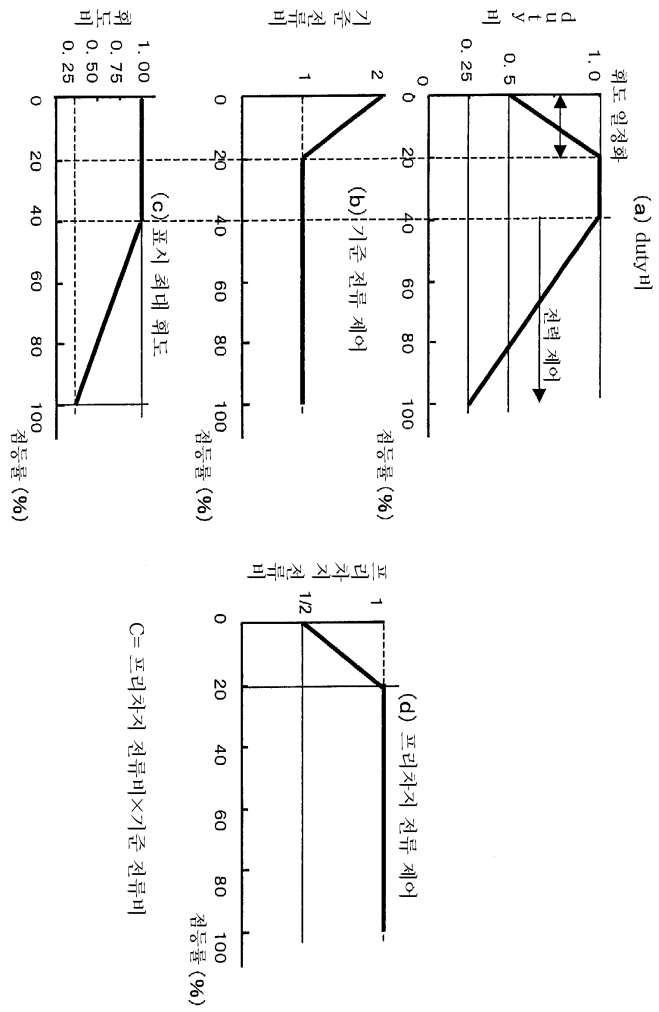 (a) duty비
휘도 일정화
duty비
1.0
0.5
0.25
0
전력 제어
0 20 40 60 80 100
점등률 (%)
(b) 기준 전류 제어
기준 전류비
2
1
0 20 40 60 80 100
점등률 (%)
(c) 표시 최대 휘도
휘도비
1.00
0.75
0.50
0.25
0 20 40 60 80 100
점등률 (%)
(d) 프리차지 전류 제어
프리차지 전류비
1
1/2
0 20 40 60 80 100
점등률 (%)
C= 프리차지 전류비×기준 전류비